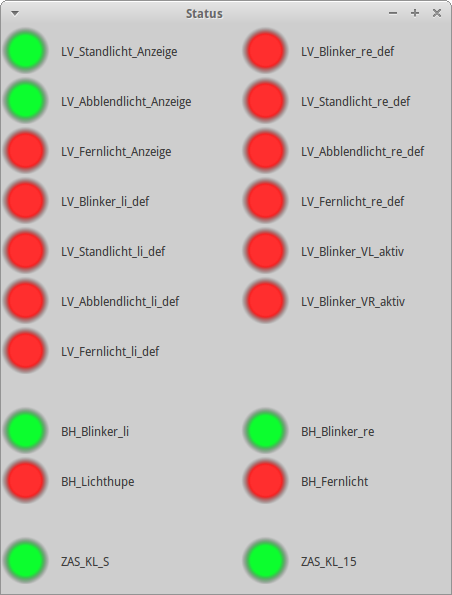 Status
LV_Standlicht_Anzeige
LV_Blinker_re_def
LV_Abblendlicht_Anzeige
LV_Standlicht_re_def
LV_Fernlicht_Anzeige
LV_Abblendlicht_re_def
LV_Blinker_li_def
LV_Fernlicht_re_def
LV_Standlicht_li_def
LV_Blinker_VL_aktiv
LV_Abblendlicht_li_def
LV_Blinker_VR_aktiv
LV_Fernlicht_li_def
BH_Blinker_li
BH_Blinker_re
BH_Lichthupe
BH_Fernlicht
ZAS_KL_S
ZAS_KL_15